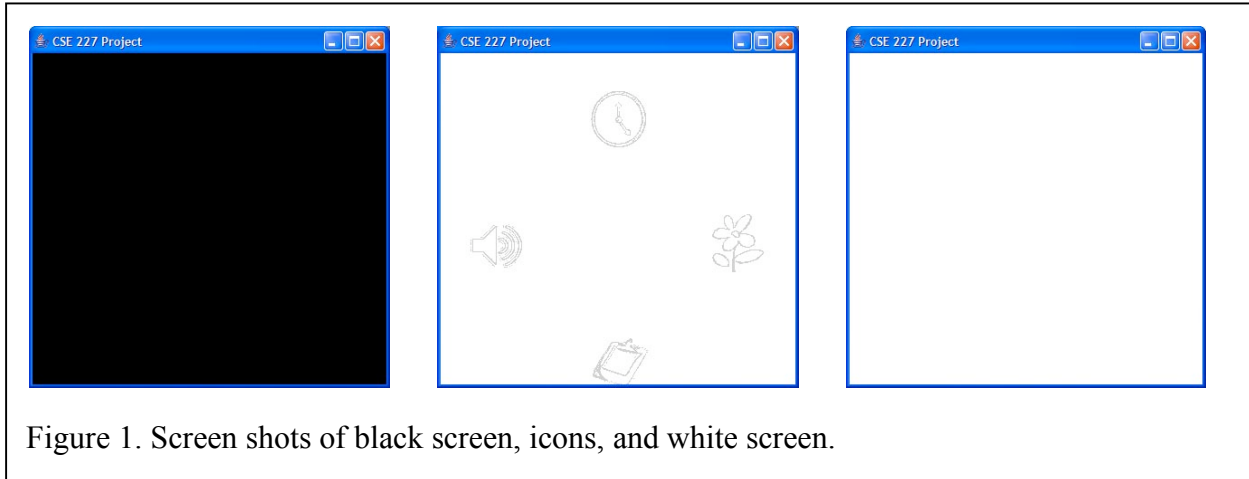 CSE 227 Project
CSE 227 Project
CSE 227 Project
Figure 1. Screen shots of black screen, icons, and white screen.